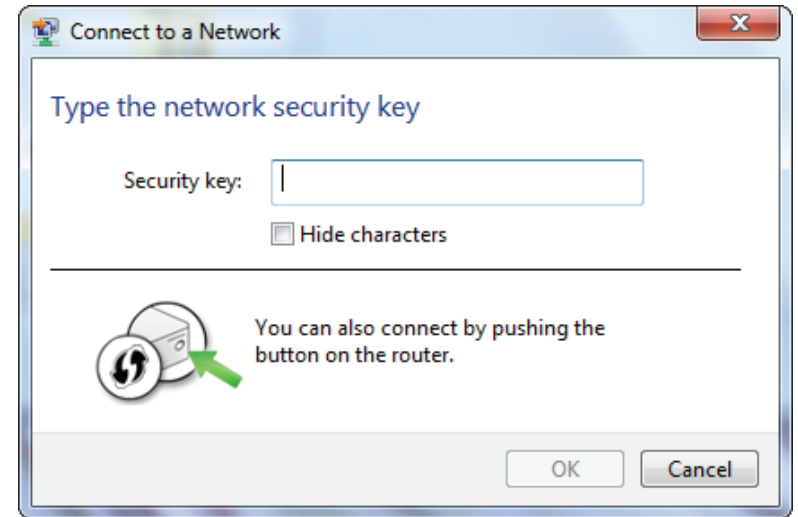 Connect to a Network
Type the network security key
Security key:
Hide characters
You can also connect by pushing the
button on the router.
OK
Cancel